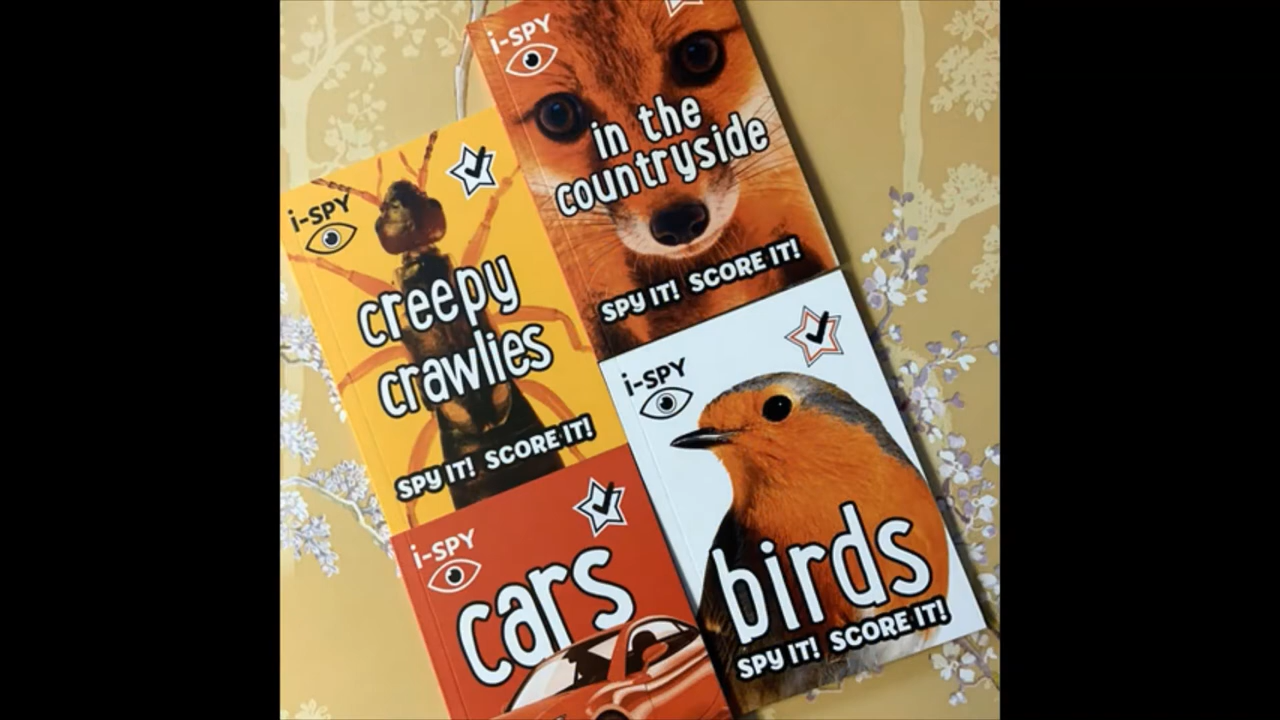 i-SPY
in the
countryside
SPY IT! SCORE IT!
i-SPY
creepy
crawlies
SPY IT! SCORE IT!
i-SPY
birds
SPY IT! SCORE IT!
i-SPY
cars